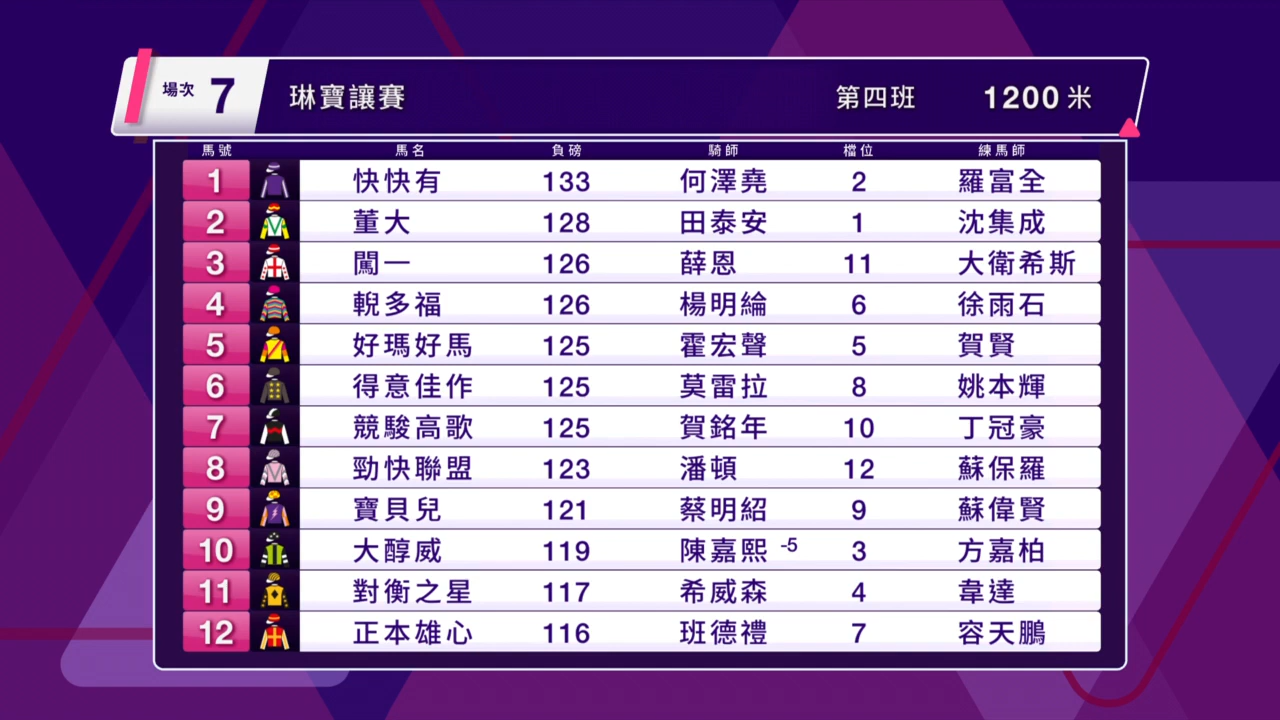 場次 7 琳寶讓賽 第四班 1200 米
馬號 馬名 負磅 騎師 檔位 練馬師
1 快快有 133 何澤堯 2 羅富全
2 董大 128 田泰安 1 沈集成
3 闖一 126 薛恩 11 大衛希斯
4 輗多福 126 楊明綸 6 徐雨石
5 好瑪好馬 125 霍宏聲 5 賀賢
6 得意佳作 125 莫雷拉 8 姚本輝
7 競駿高歌 125 賀銘年 10 丁冠豪
8 勁快聯盟 123 潘頓 12 蘇保羅
9 寶貝兒 121 蔡明紹 9 蘇偉賢
10 大醇威 119 陳嘉熙 -5 3 方嘉柏
11 對衡之星 117 希威森 4 韋達
12 正本雄心 116 班德禮 7 容天鵬